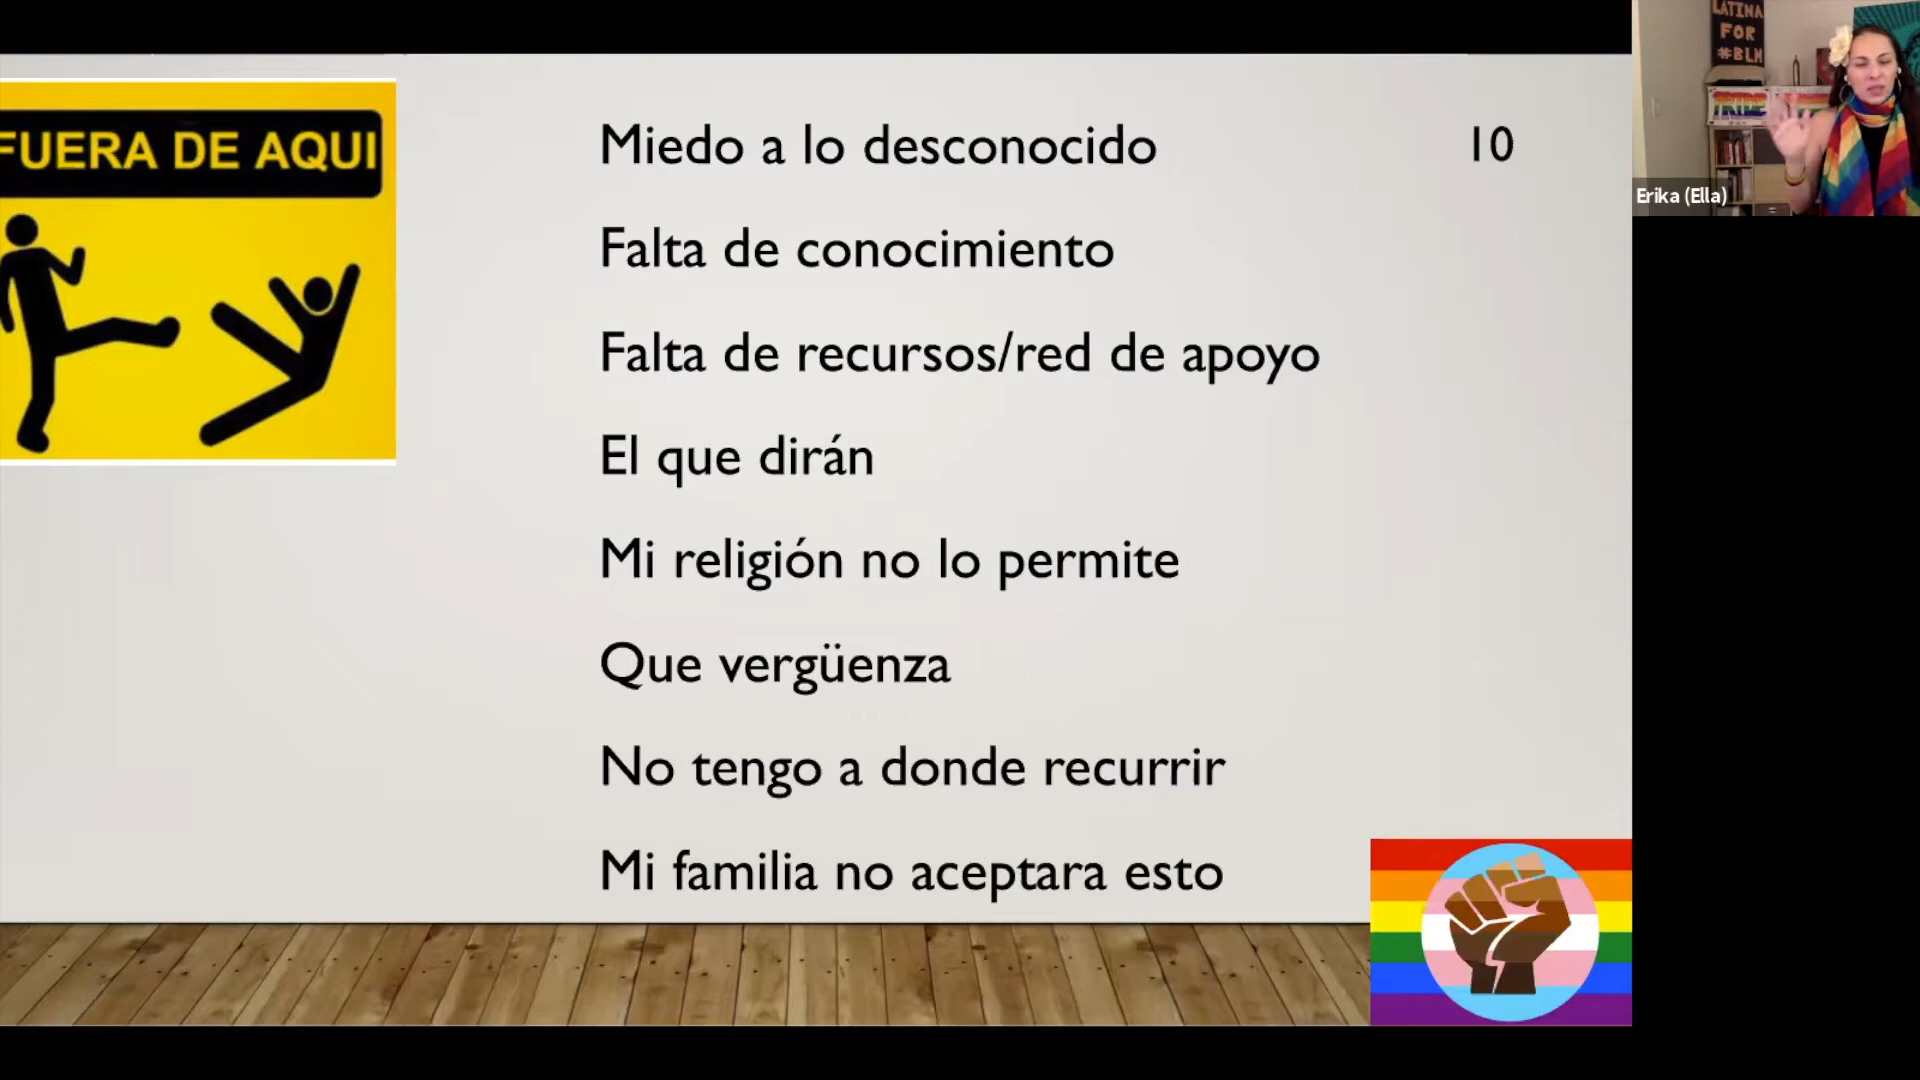 FUERA DE AQUI
Miedo a lo desconocido
10
Falta de conocimiento
Falta de recursos/red de apoyo
El que dirán
Mi religión no lo permite
Que vergüenza
No tengo a donde recurrir
Mi familia no aceptara esto
LATINA
FOR
#BLM
Erika (Ella)